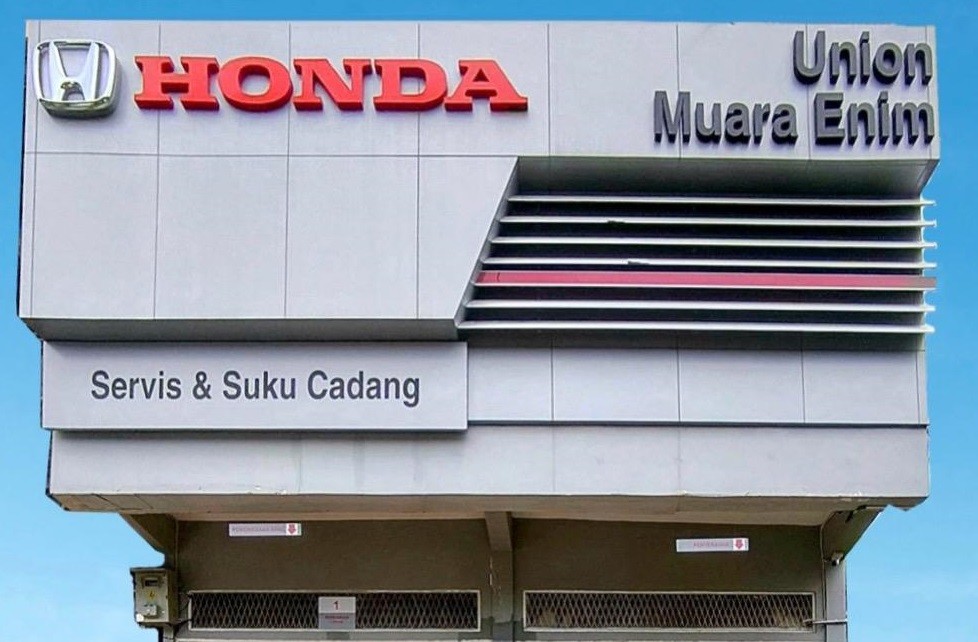 HONDA
Union
Muara Enim
Servis & Suku Cadang
1